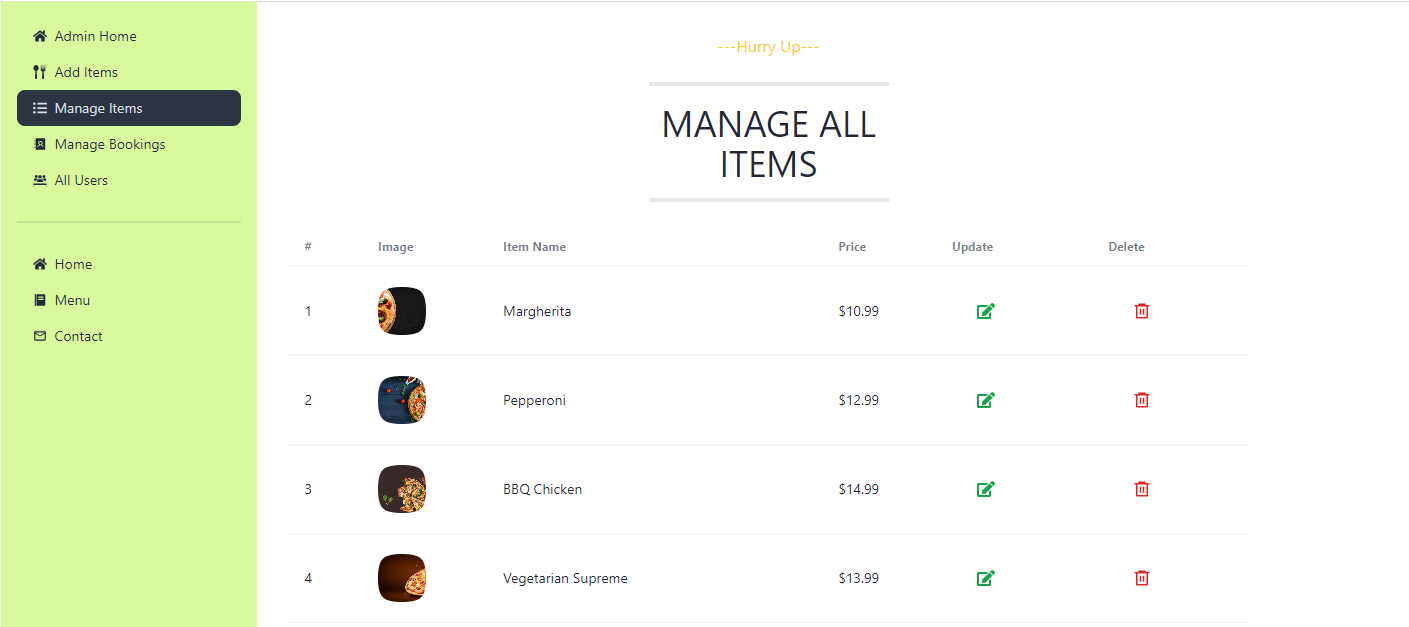 Admin Home
Add Items
Manage Items
Manage Bookings
All Users
Home
Menu
Contact
---Hurry Up---
MANAGE ALL
ITEMS
# Image Item Name Price Update Delete
1 Margherita $10.99
2 Pepperoni $12.99
3 BBQ Chicken $14.99
4 Vegetarian Supreme $13.99